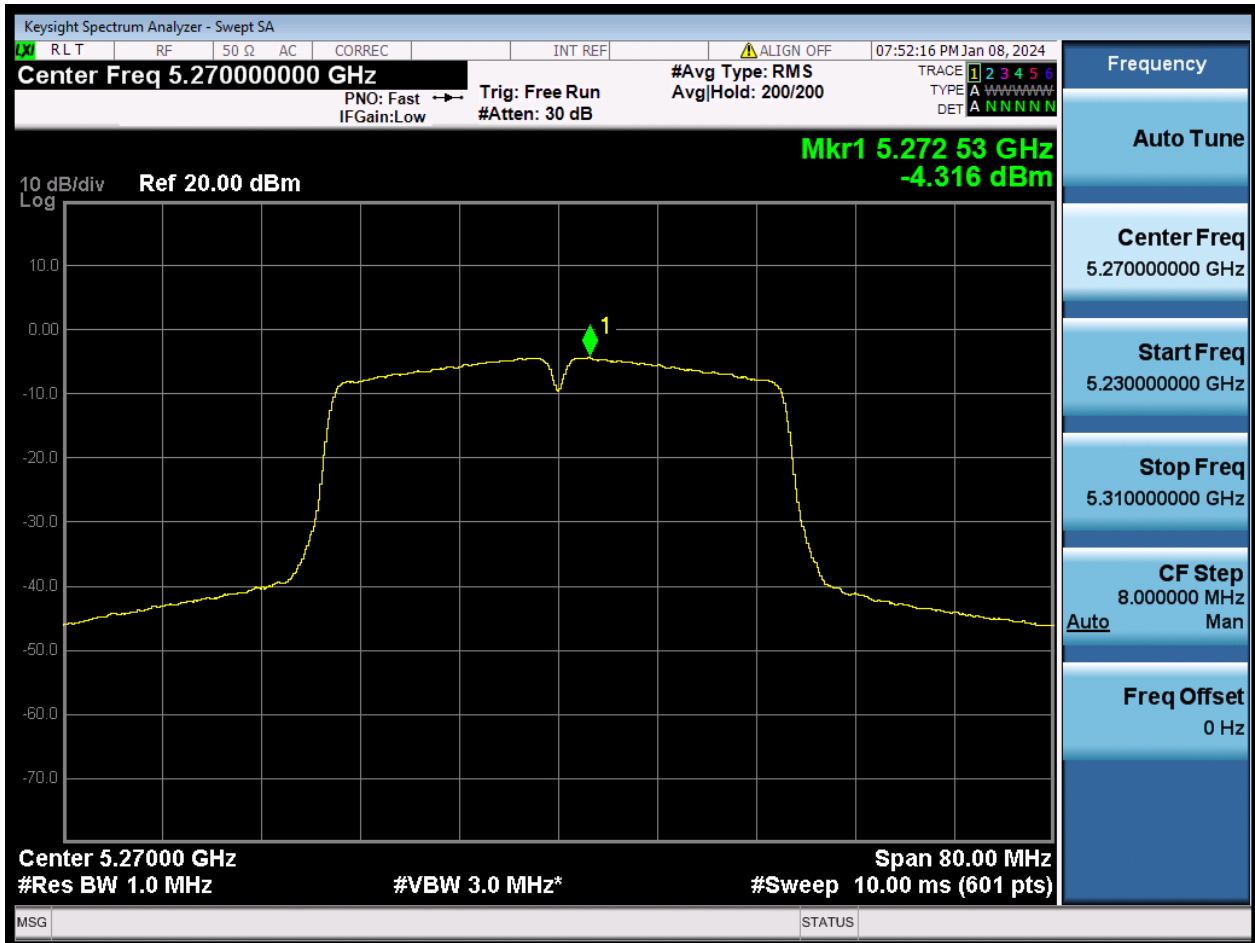 Keysight Spectrum Analyzer - Swept SA
LXI RLT RF 50 Ω AC CORREC INT REF ALIGN OFF 07:52:16 PM Jan 08, 2024
Center Freq 5.270000000 GHz
PNO: Fast
IFGain:Low
Trig: Free Run
#Atten: 30 dB
#Avg Type: RMS
Avg|Hold: 200/200
TRACE 1 2 3 4 5 6
TYPE A WWWWW
DET A N N N N N
Mkr1 5.272 53 GHz
-4.316 dBm
10 dB/div Ref 20.00 dBm
Log
10.0
0.00
-10.0
-20.0
-30.0
-40.0
-50.0
-60.0
-70.0
1
Center 5.27000 GHz Span 80.00 MHz
#Res BW 1.0 MHz #VBW 3.0 MHz* #Sweep 10.00 ms (601 pts)
MSG STATUS
Frequency
Auto Tune
Center Freq
5.270000000 GHz
Start Freq
5.230000000 GHz
Stop Freq
5.310000000 GHz
CF Step
8.000000 MHz
Auto Man
Freq Offset
0 Hz